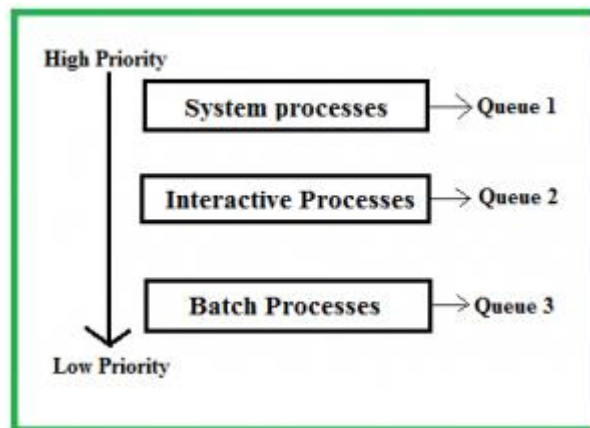 High Priority
System processes
Queue 1
Interactive Processes
Queue 2
Batch Processes
Queue 3
Low Priority